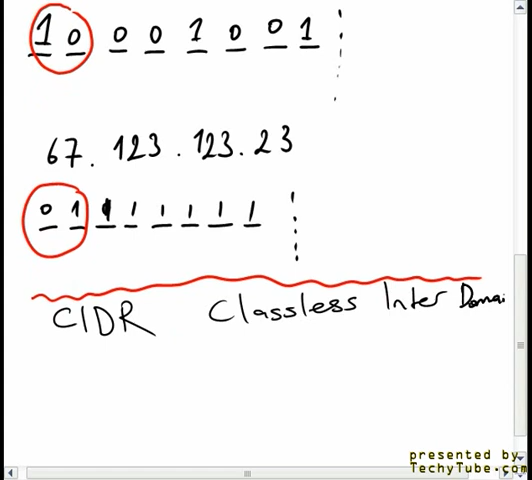 1 0 0 0 1 0 0 1
67.123.123.23
0 1 1 1 1 1 1 1
CIDR Classless Inter Domai
presented by
TechyTube.com